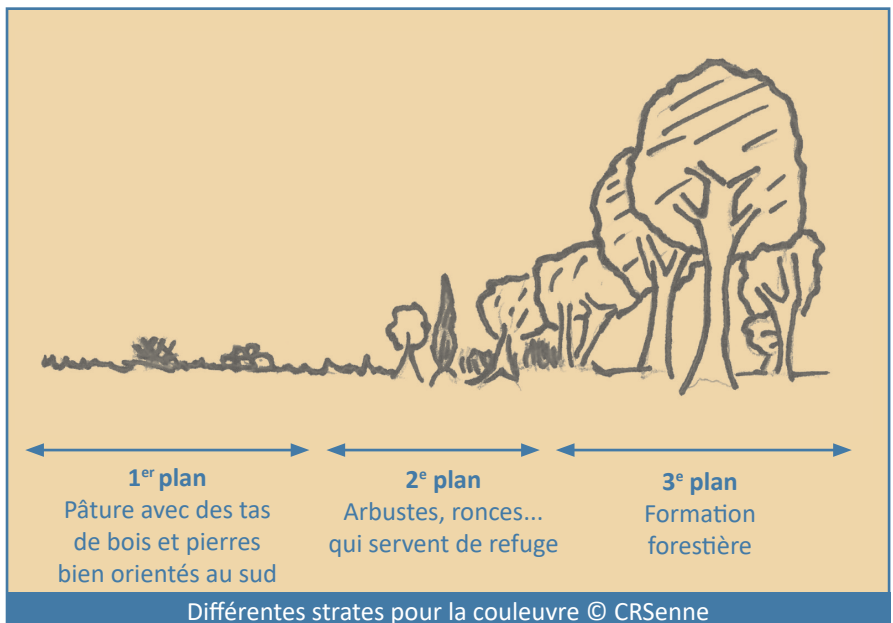 1er plan
Pâture avec des tas
de bois et pierres
bien orientés au sud
2e plan
Arbustes, ronces...
qui servent de refuge
3e plan
Formation
forestière
Différentes strates pour la couleuvre © CRSenne